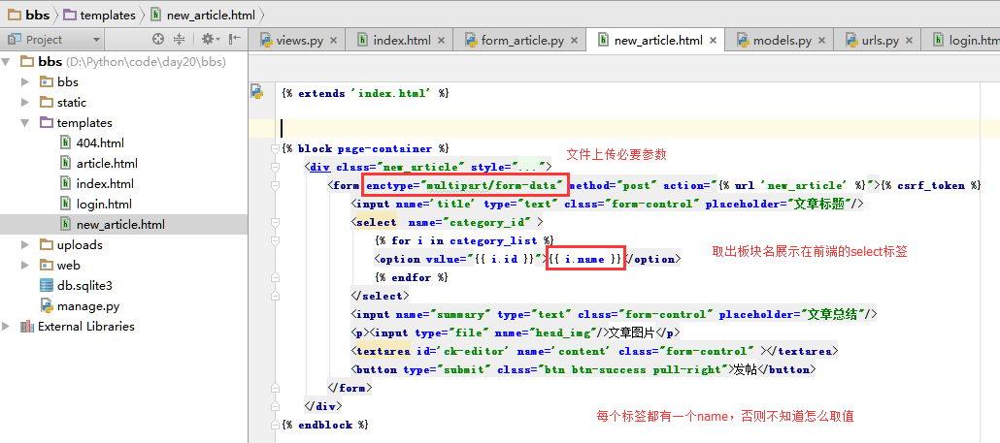 bbs templates new_article.html
Project views.py index.html form_article.py new_article.html models.py urls.py login.htm
bbs (D:\Python\code\day20\bbs)
bbs
static
templates
404.html
article.html
index.html
login.html
new_article.html
uploads
web
db.sqlite3
manage.py
External Libraries
{% extends 'index.html' %}
{% block page-container %}
文件上传必要参数
<div class="new_article" style="...">
<form enctype="multipart/form-data" method="post" action="{% url 'new_article' %}">{% csrf_token %
<input name='title' type="text" class="form-control" placeholder="文章标题"/>
<select name="category_id" >
{% for i in category_list %}
取出板块名展示在前端的select标签
<option value="{{ i.id }}">{{ i.name }}</option>
{% endfor %}
</select>
<input name="summary" type="text" class="form-control" placeholder="文章总结"/>
<p><input type="file" name="head_img"/>文章图片</p>
<textarea id='ck-editor' name='content' class="form-control" ></textarea>
<button type="submit" class="btn btn-success pull-right">发帖</button>
</form>
</div>
每个标签都有一个name，否则不知道怎么取值
{% endblock %}